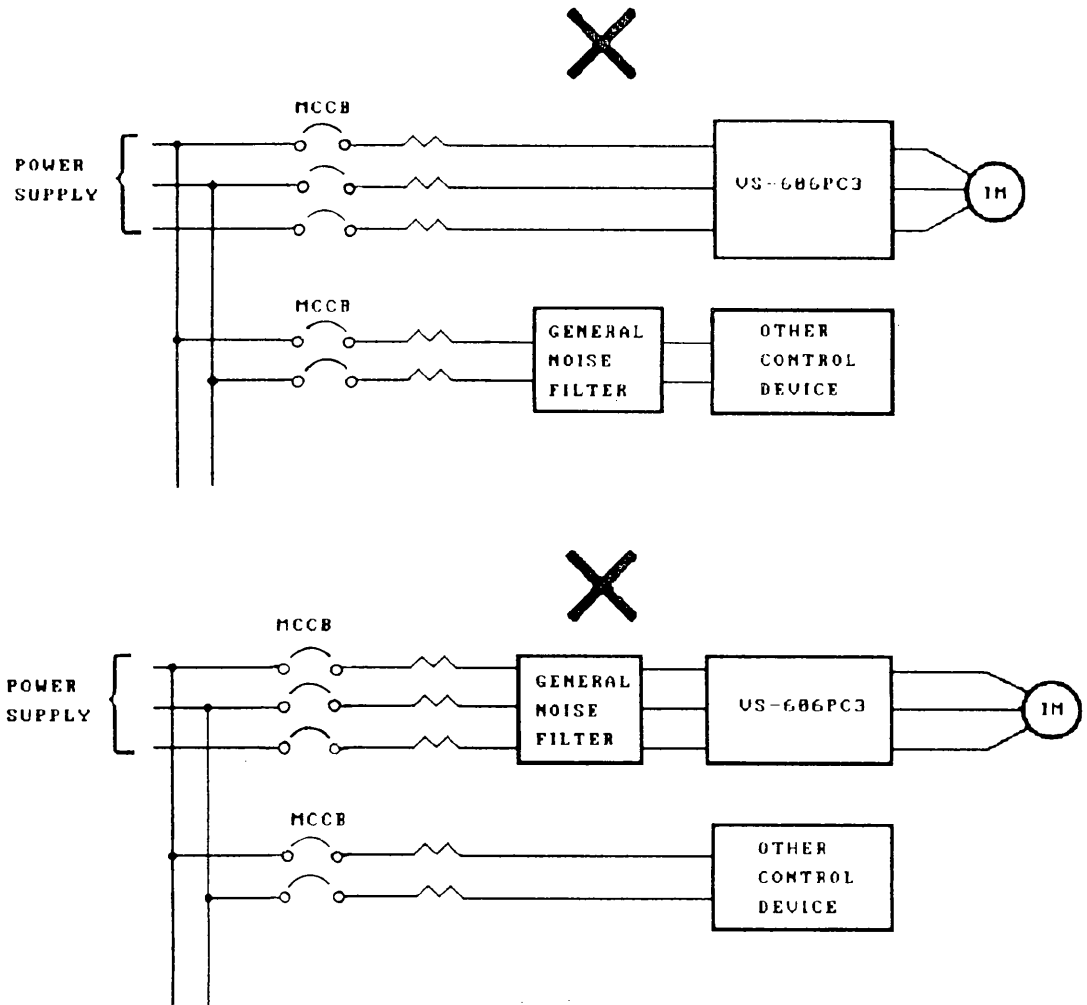 MCCB
POWER
SUPPLY
VS-606PC3
IM
MCCB
GENERAL
NOISE
FILTER
OTHER
CONTROL
DEVICE
MCCB
POWER
SUPPLY
GENERAL
NOISE
FILTER
VS-606PC3
IM
MCCB
OTHER
CONTROL
DEVICE